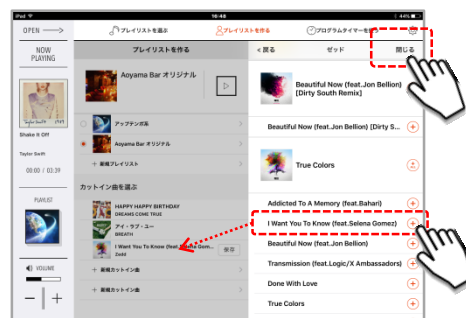 iPad
16:48
44%
OPEN
プレイリストを選ぶ
プレイリストを作る
プログラムタイマーを使う
NOW
PLAYING
Taylor Swift 1989
Shake It Off
Taylor Swift
00:00 / 03:39
PLAYLIST
VOLUME
プレイリストを作る
Aoyama Bar オリジナル
アップテンポ系
Aoyama Bar オリジナル
+ 新規プレイリスト
カットイン曲を選ぶ
HAPPY HAPPY BIRTHDAY
DREAMS COME TRUE
アイ・ラブ・ユー
BREATH
I Want You To Know (feat.Selena Gom...
Zedd
保存
+ 新規カットイン曲
+ 新規カットイン曲
< 戻る
ゼッド
閉じる
Beautiful Now (feat.Jon Bellion)
[Dirty South Remix]
Beautiful Now (feat.Jon Bellion) [Dirty S...
True Colors
Addicted To A Memory (feat.Bahari)
I Want You To Know (feat.Selena Gomez)
Beautiful Now (feat.Jon Bellion)
Transmission (feat.Logic/X Ambassadors)
Done With Love
True Colors